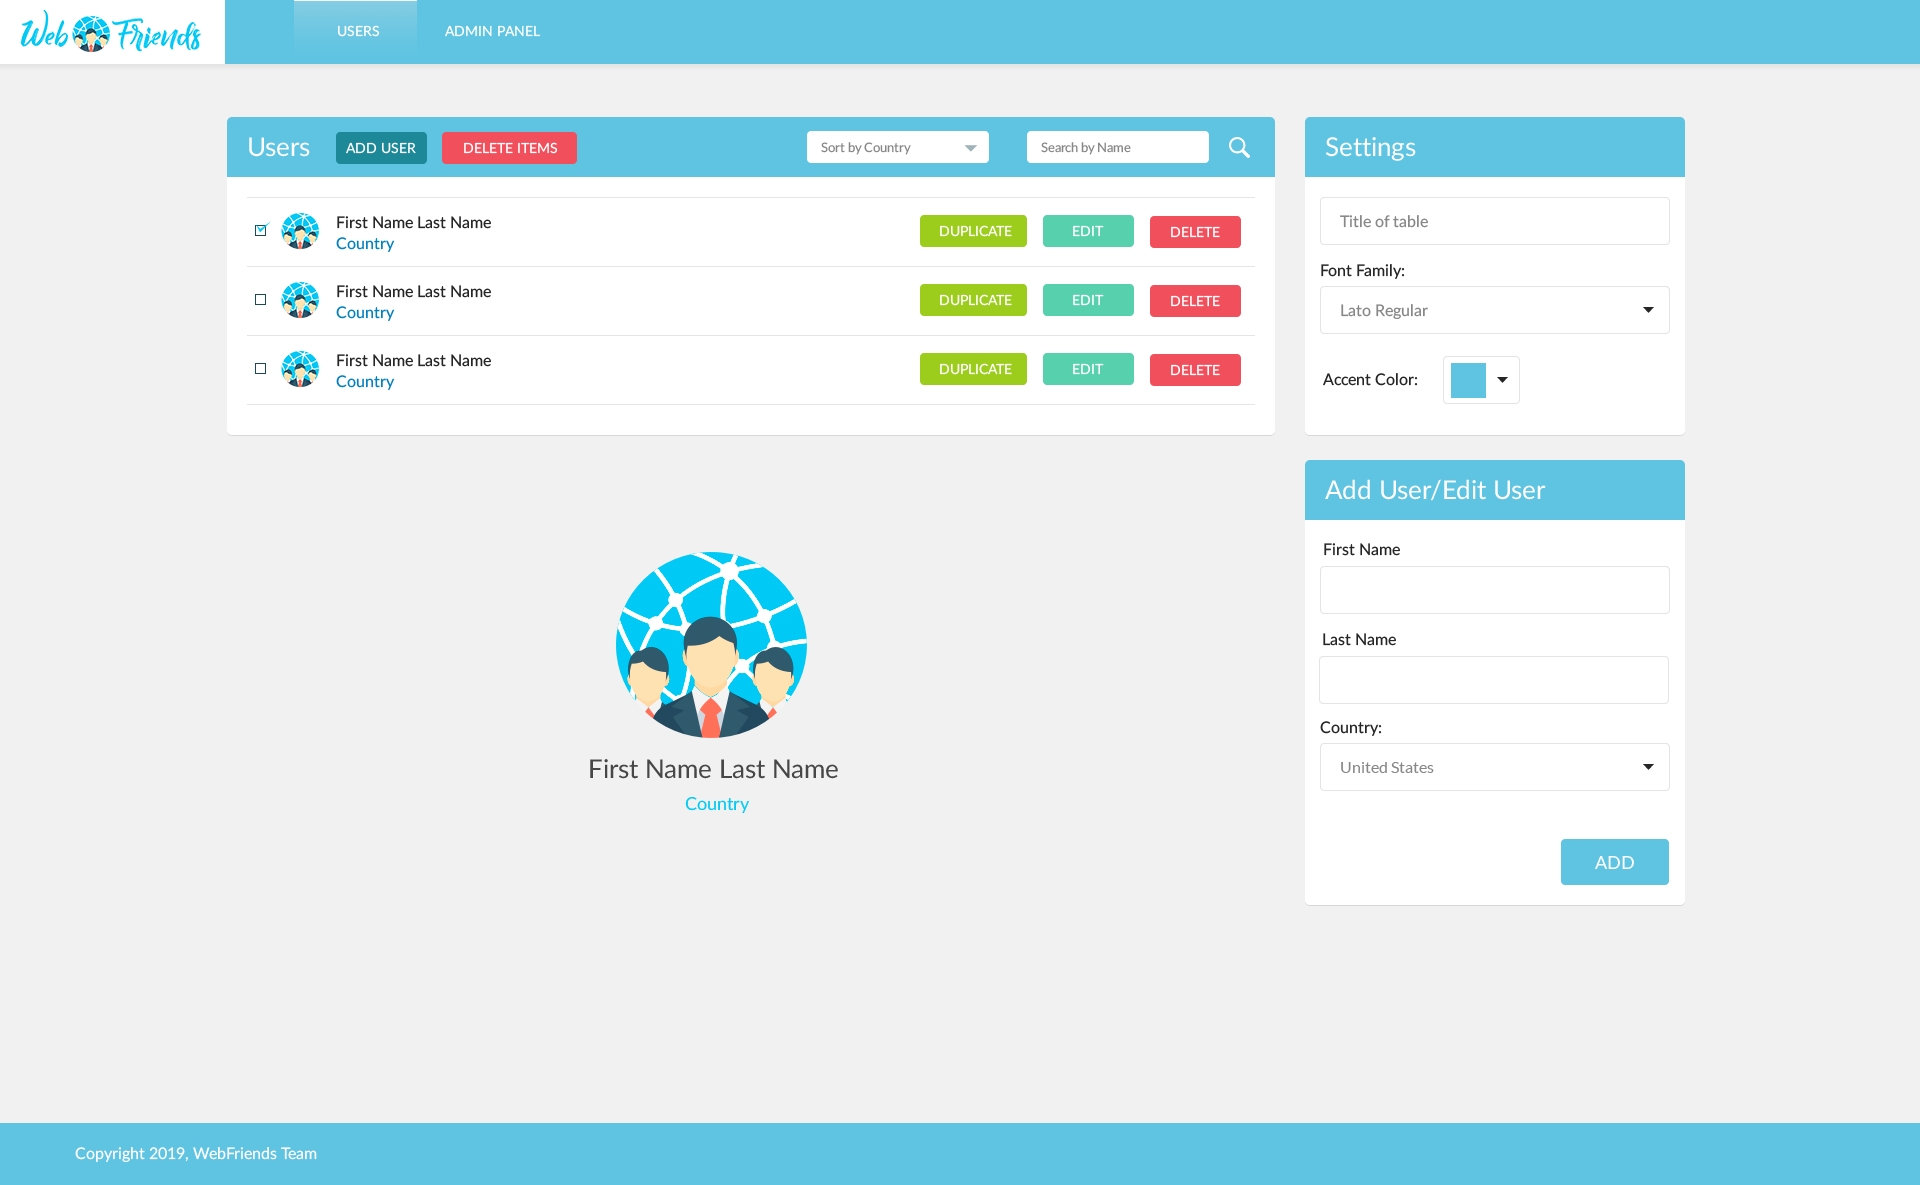 Web Friends
USERS
ADMIN PANEL
Users
ADD USER
DELETE ITEMS
Sort by Country
Search by Name
First Name Last Name
Country
DUPLICATE
EDIT
DELETE
First Name Last Name
Country
DUPLICATE
EDIT
DELETE
First Name Last Name
Country
DUPLICATE
EDIT
DELETE
Settings
Title of table
Font Family:
Lato Regular
Accent Color:
Add User/Edit User
First Name
Last Name
Country:
United States
ADD
First Name Last Name
Country
Copyright 2019, WebFriends Team